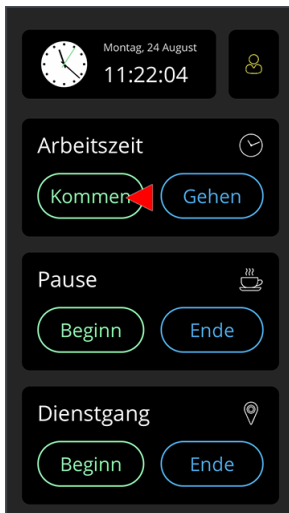 Montag, 24 August
11:22:04
Arbeitszeit
Kommen
Gehen
Pause
Beginn
Ende
Dienstgang
Beginn
Ende